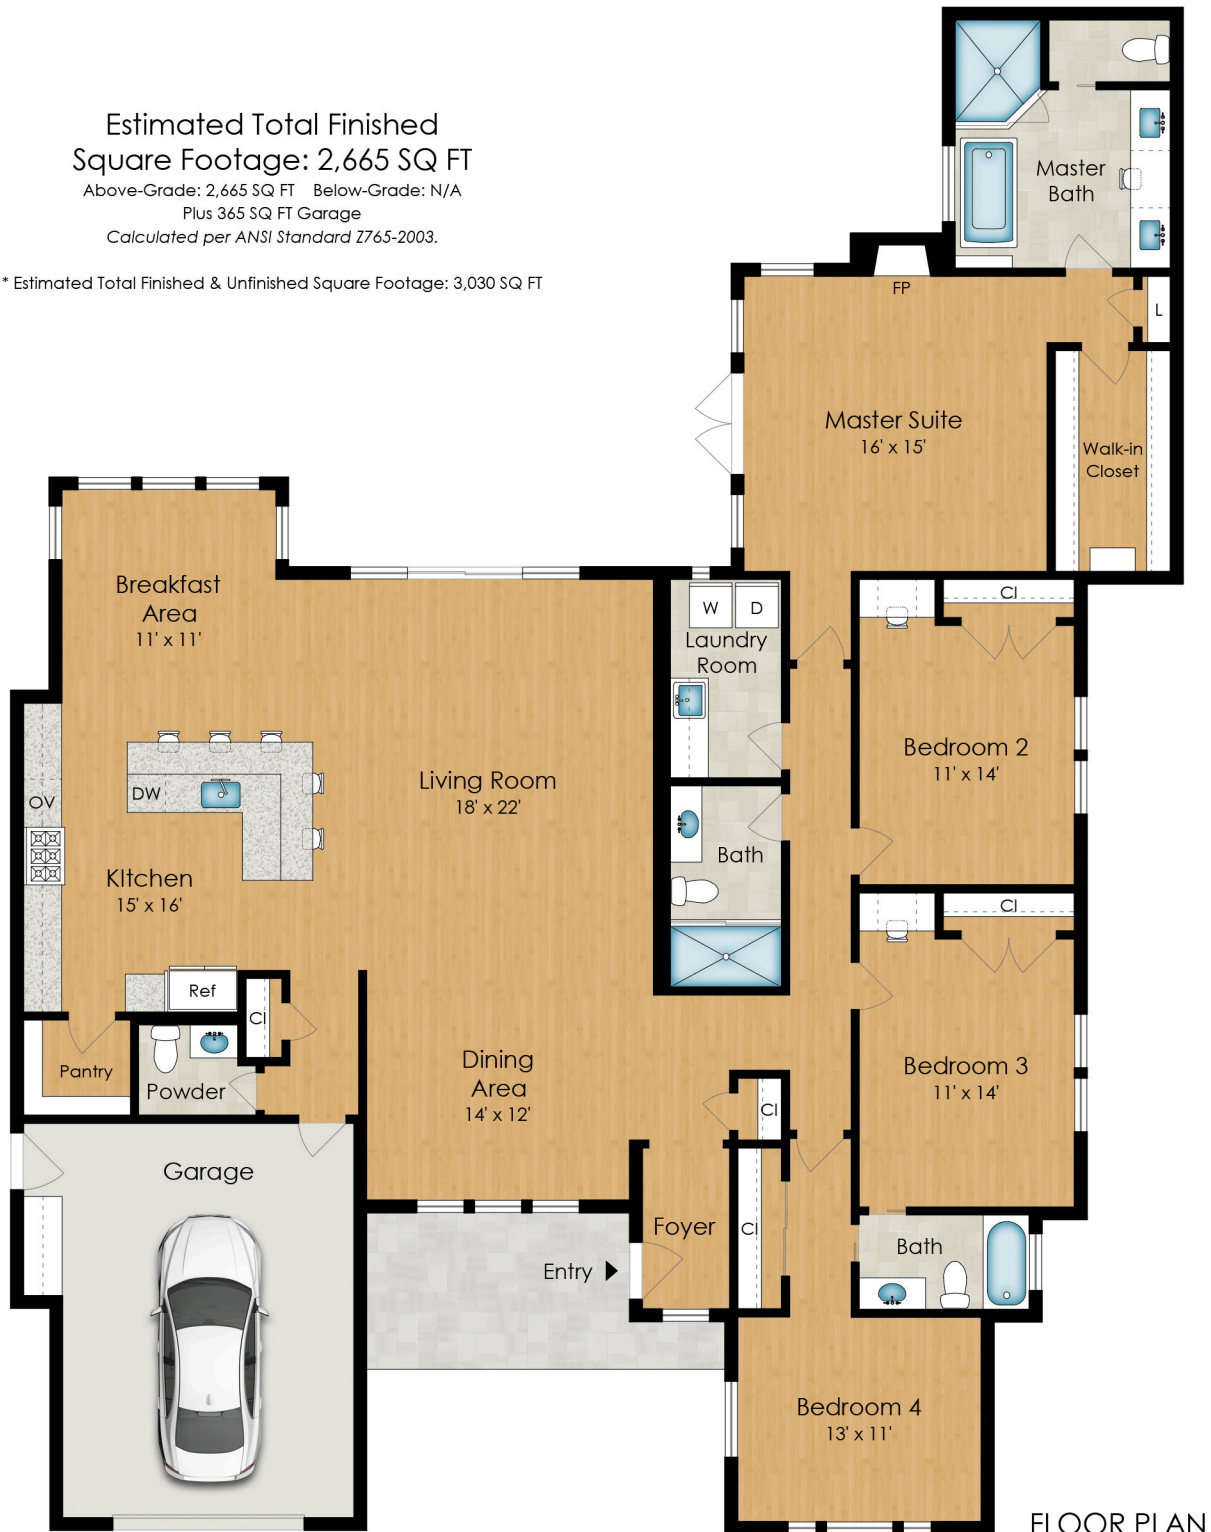 Estimated Total Finished
Square Footage: 2,665 SQ FT
Above-Grade: 2,665 SQ FT Below-Grade: N/A
Plus 365 SQ FT Garage
Calculated per ANSI Standard Z765-2003.
* Estimated Total Finished & Unfinished Square Footage: 3,030 SQ FT
Master
Bath
FP
L
Master Suite
16' x 15'
Walk-in
Closet
Breakfast
Area
11' x 11'
W
D
Laundry
Room
Cl
Bedroom 2
11' x 14'
Living Room
18' x 22'
OV
DW
KItchen
15' x 16'
Bath
Cl
Ref
Cl
Pantry
Powder
Dining
Area
14' x 12'
Bedroom 3
11' x 14'
Cl
Garage
Foyer
Cl
Bath
Entry
Bedroom 4
13' x 11'
FLOOR PLAN